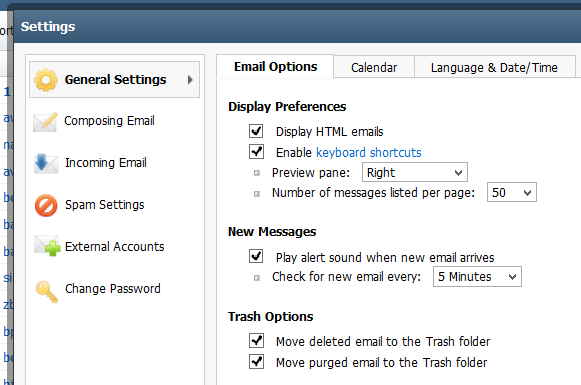 Settings
General Settings
Composing Email
Incoming Email
Spam Settings
External Accounts
Change Password
Email Options
Calendar
Language & Date/Time
Display Preferences
Display HTML emails
Enable keyboard shortcuts
Preview pane: Right
Number of messages listed per page: 50
New Messages
Play alert sound when new email arrives
Check for new email every: 5 Minutes
Trash Options
Move deleted email to the Trash folder
Move purged email to the Trash folder